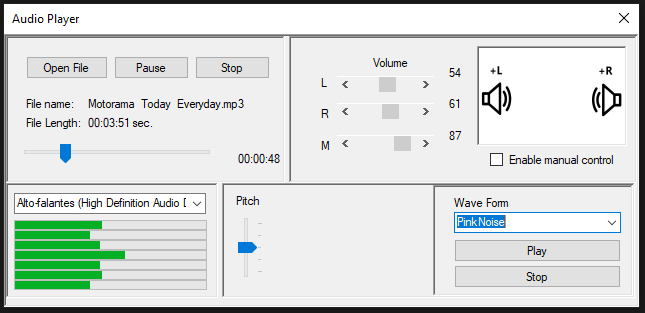 Audio Player
Open File Pause Stop
File name: Motorama Today Everyday.mp3
File Length: 00:03:51 sec.
00:00:48
Volume
L 54
R 61
M 87
+L +R
Enable manual control
Alto-falantes (High Definition Audio D
Pitch
Wave Form
PinkNoise
Play
Stop